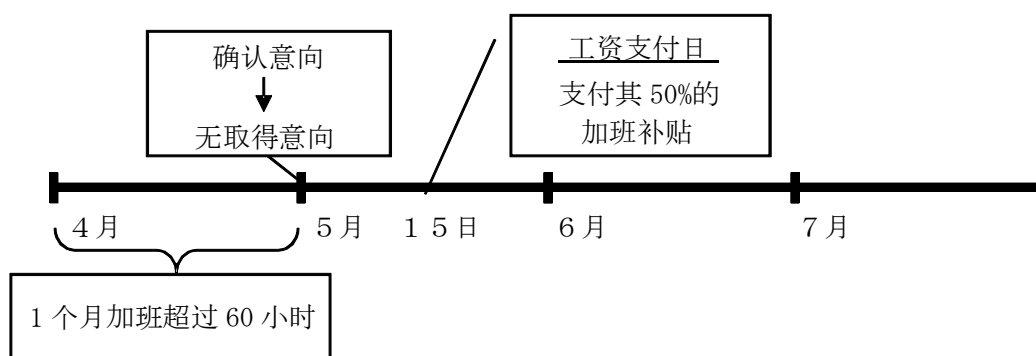 确认意向
无取得意向
工资支付日
支付其 50%的
加班补贴
4月
5月
15日
6月
7月
1 个月加班超过 60 小时